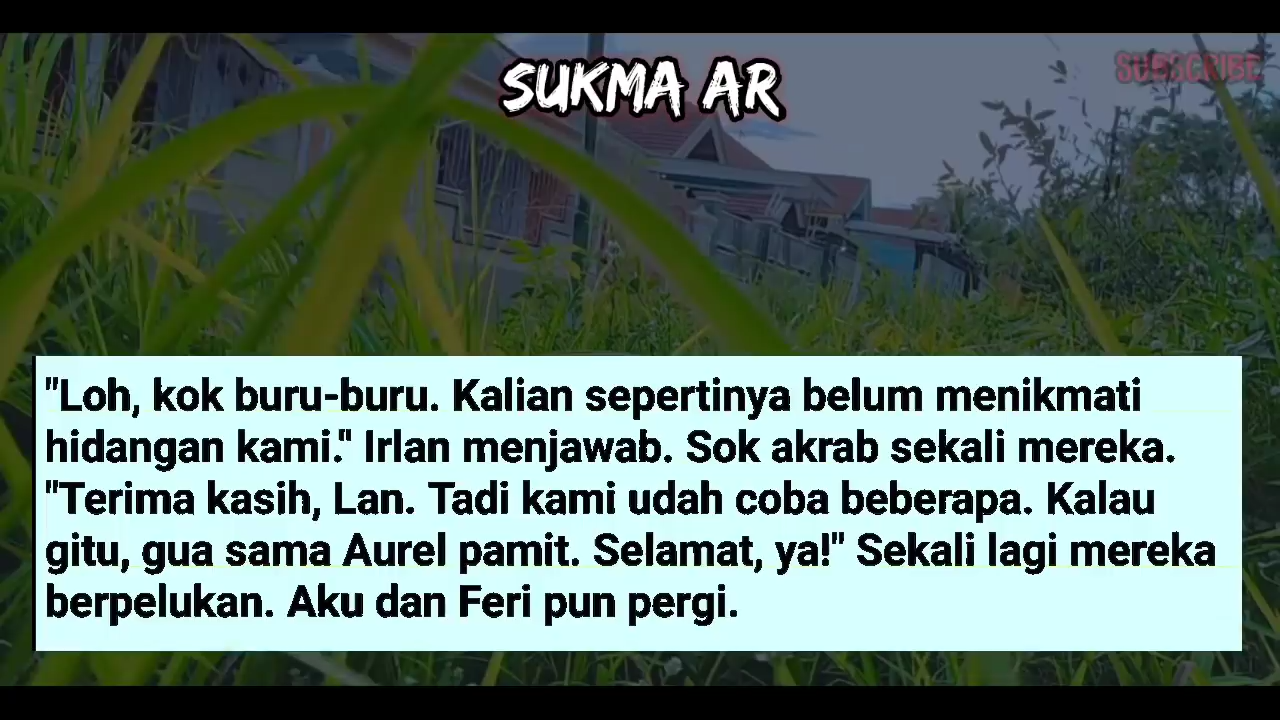 SUKMA AR
SUBSCRIBE
"Loh, kok buru-buru. Kalian sepertinya belum menikmati
hidangan kami." Irlan menjawab. Sok akrab sekali mereka.
"Terima kasih, Lan. Tadi kami udah coba beberapa. Kalau
gitu, gua sama Aurel pamit. Selamat, ya!" Sekali lagi mereka
berpelukan. Aku dan Feri pun pergi.